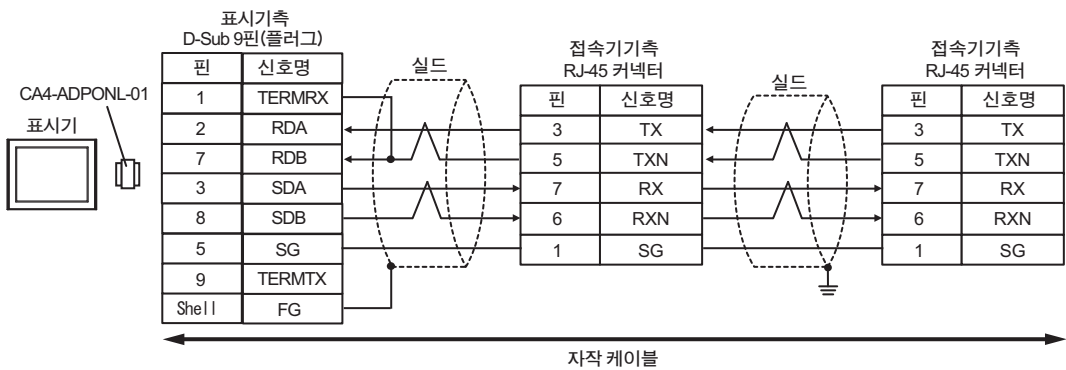 표시기측
D-Sub 9핀(플러그)
CA4-ADPONL-01
표시기
핀 신호명
1 TERMRX
2 RDA
7 RDB
3 SDA
8 SDB
5 SG
9 TERMTX
Shell FG
실드
접속기기측
RJ-45 커넥터
핀 신호명
3 TX
5 TXN
7 RX
6 RXN
1 SG
실드
접속기기측
RJ-45 커넥터
핀 신호명
3 TX
5 TXN
7 RX
6 RXN
1 SG
자작 케이블